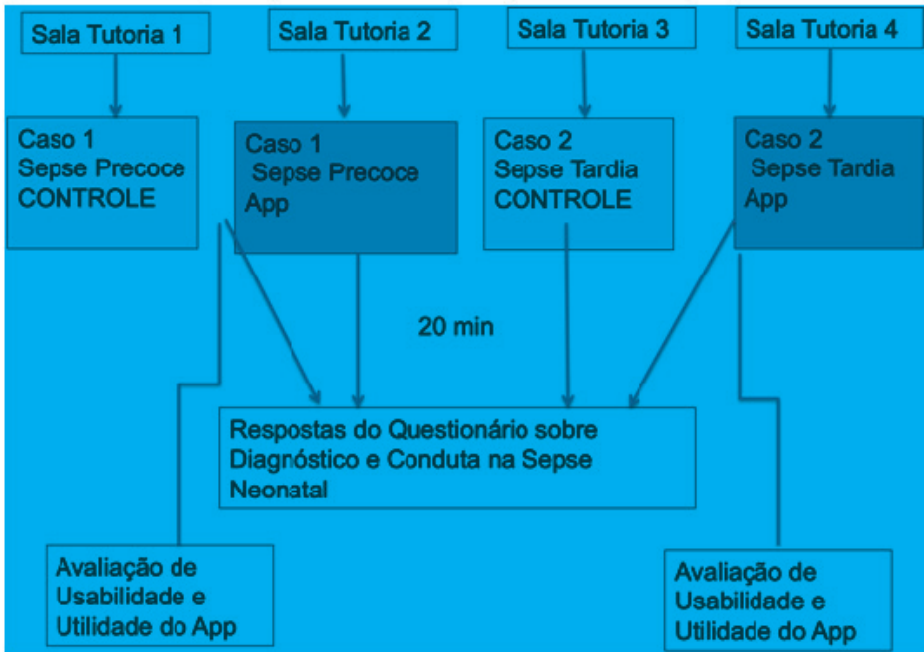 Sala Tutoria 1
Sala Tutoria 2
Sala Tutoria 3
Sala Tutoria 4
Caso 1
Sepse Precoce
CONTROLE
Caso 1
Sepse Precoce
App
Caso 2
Sepse Tardia
CONTROLE
Caso 2
Sepse Tardia
App
20 min
Respostas do Questionário sobre
Diagnóstico e Conduta na Sepse
Neonatal
Avaliação de
Usabilidade e
Utilidade do App
Avaliação de
Usabilidade e
Utilidade do App